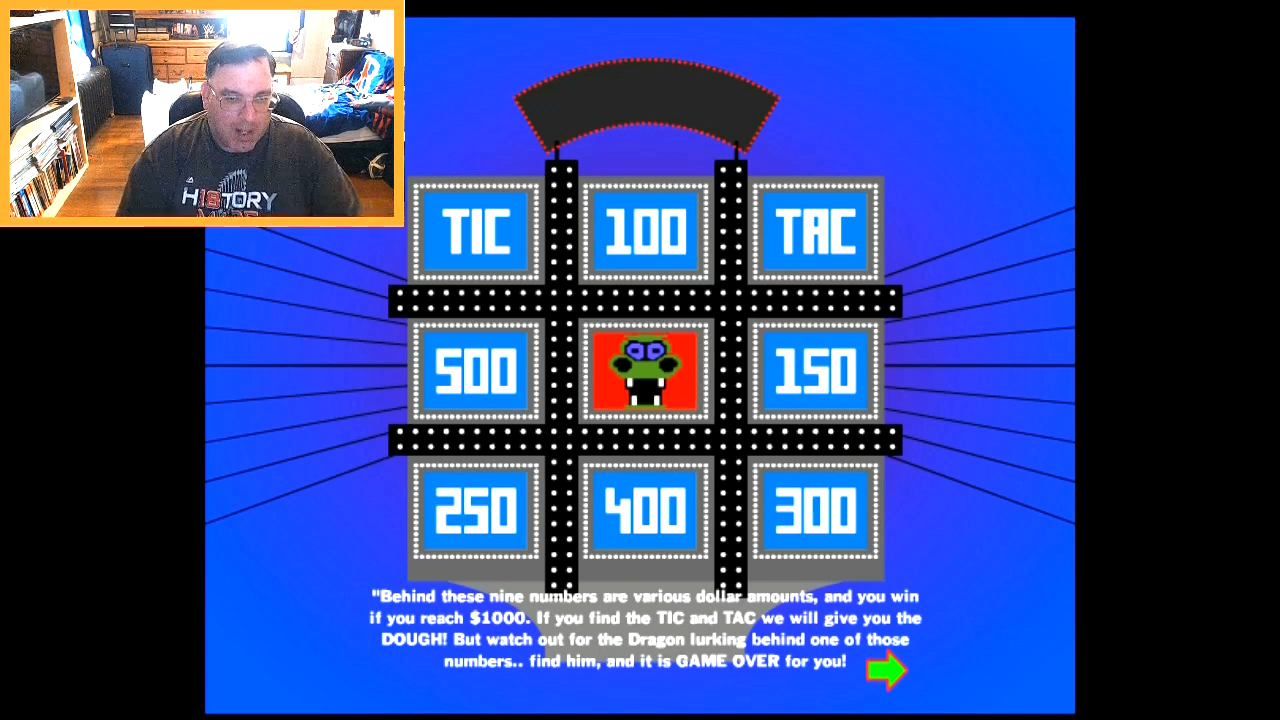 HISTORY
MADE
TIC 100 TAC
500 150
250 400 300
"Behind these nine numbers are various dollar amounts, and you win
if you reach $1000. If you find the TIC and TAC we will give you the
DOUGH! But watch out for the Dragon lurking behind one of those
numbers.. find him, and it is GAME OVER for you!